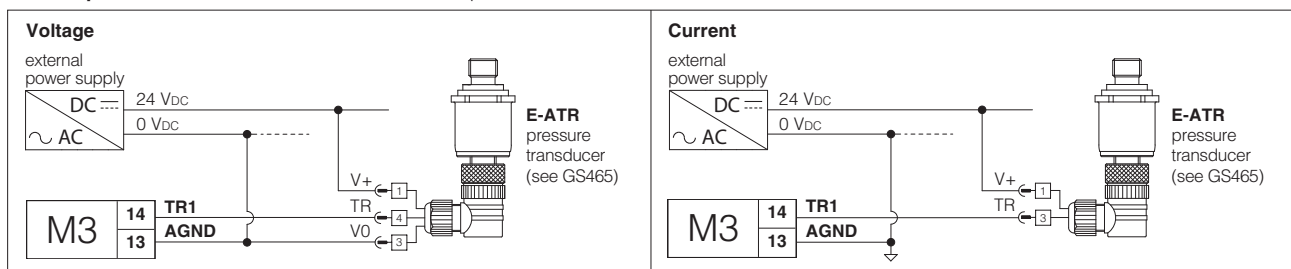 Voltage
external
power supply
DC
AC
24 VDC
0 VDC
V+
1
TR
4
V0
3
M3
14
TR1
13
AGND
E-ATR
pressure
transducer
(see GS465)
Current
external
power supply
DC
AC
24 VDC
0 VDC
V+
1
TR
3
M3
14
TR1
13
AGND
E-ATR
pressure
transducer
(see GS465)